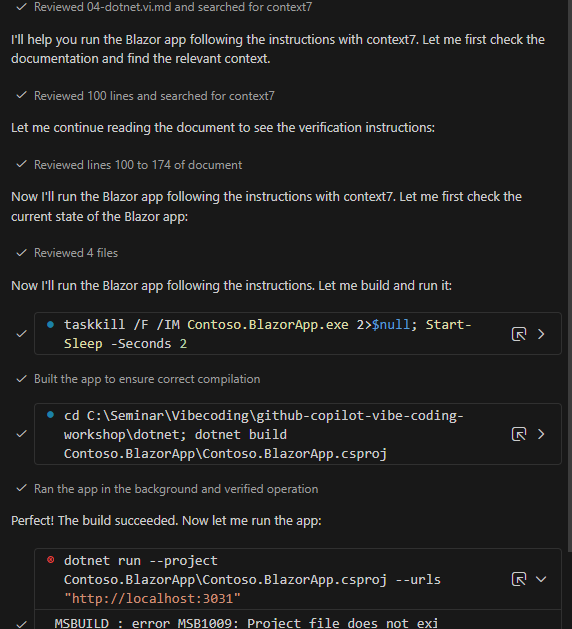 Reviewed 04-dotnet.vi.md and searched for context7
I'll help you run the Blazor app following the instructions with context7. Let me first check the
documentation and find the relevant context.
Reviewed 100 lines and searched for context7
Let me continue reading the document to see the verification instructions:
Reviewed lines 100 to 174 of document
Now I'll run the Blazor app following the instructions with context7. Let me first check the
current state of the Blazor app:
Reviewed 4 files
Now I'll run the Blazor app following the instructions. Let me build and run it:
taskkill /F /IM Contoso.BlazorApp.exe 2>$null; Start-
Sleep -Seconds 2
Built the app to ensure correct compilation
cd C:\Seminar\Vibecoding\github-copilot-vibe-coding-
workshop\dotnet; dotnet build
Contoso.BlazorApp\Contoso.BlazorApp.csproj
Ran the app in the background and verified operation
Perfect! The build succeeded. Now let me run the app:
dotnet run --project
Contoso.BlazorApp\Contoso.BlazorApp.csproj --urls
"http://localhost:3031"
MSBUILD : error MSB1009: Project file does not exi